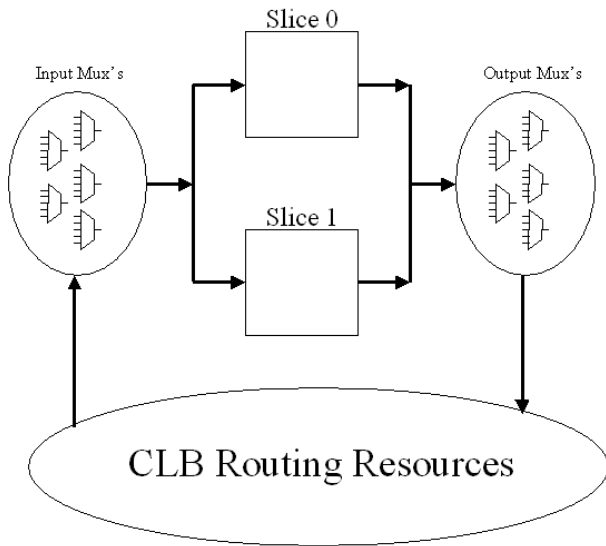 Slice 0
Input Mux's
Output Mux's
Slice 1
CLB Routing Resources